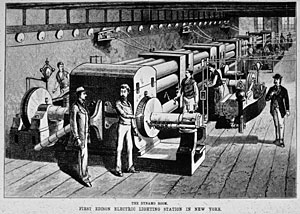 THE DYNAMO ROOM.
FIRST EDISON ELECTRIC LIGHTING STATION IN NEW YORK.